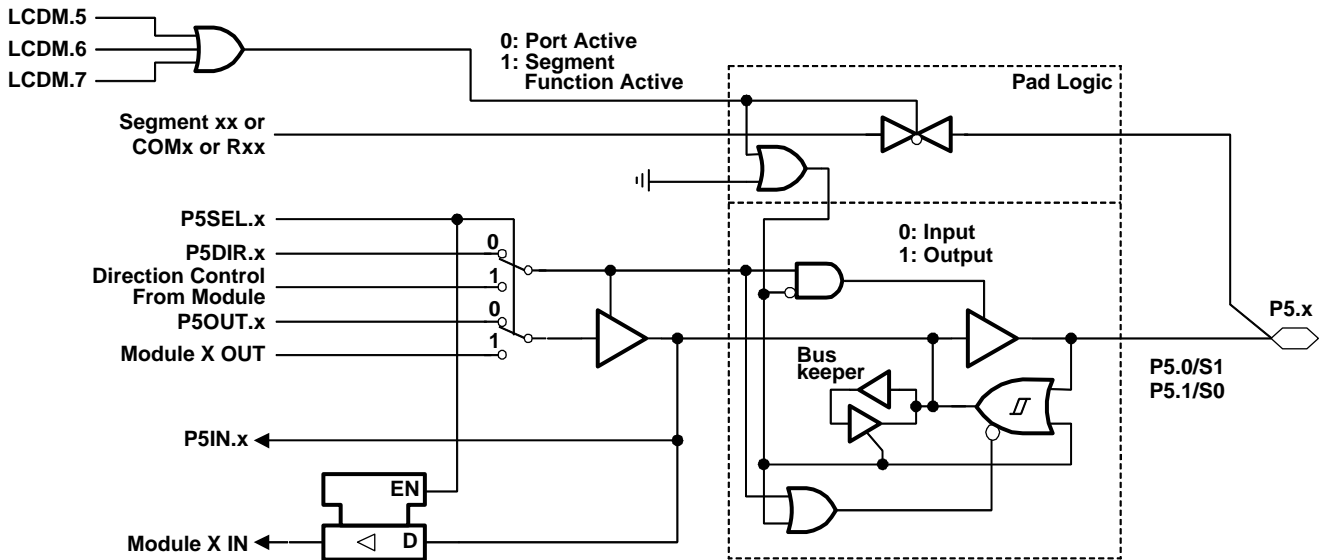 LCDM.5
LCDM.6
LCDM.7
0: Port Active
1: Segment
Function Active
Pad Logic
Segment xx or
COMx or Rxx
P5SEL.x
0
P5DIR.x
Direction Control
From Module
1
0: Input
1: Output
0
P5OUT.x
1
Module X OUT
P5.x
Bus
keeper
P5.0/S1
P5.1/S0
P5IN.x
EN
D
Module X IN